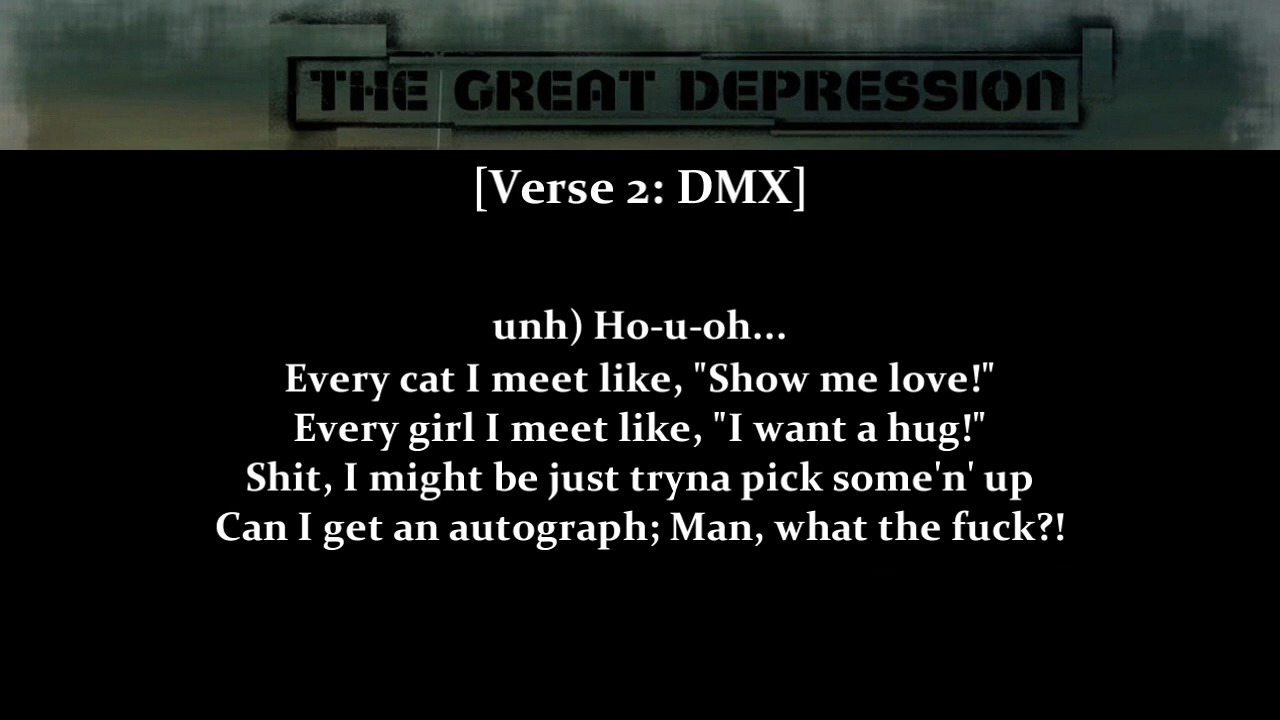 THE GREAT DEPRESSION
[Verse 2: DMX]
unh) Ho-u-oh...
Every cat I meet like, "Show me love!"
Every girl I meet like, "I want a hug!"
Shit, I might be just tryna pick some'n' up
Can I get an autograph; Man, what the fuck?!